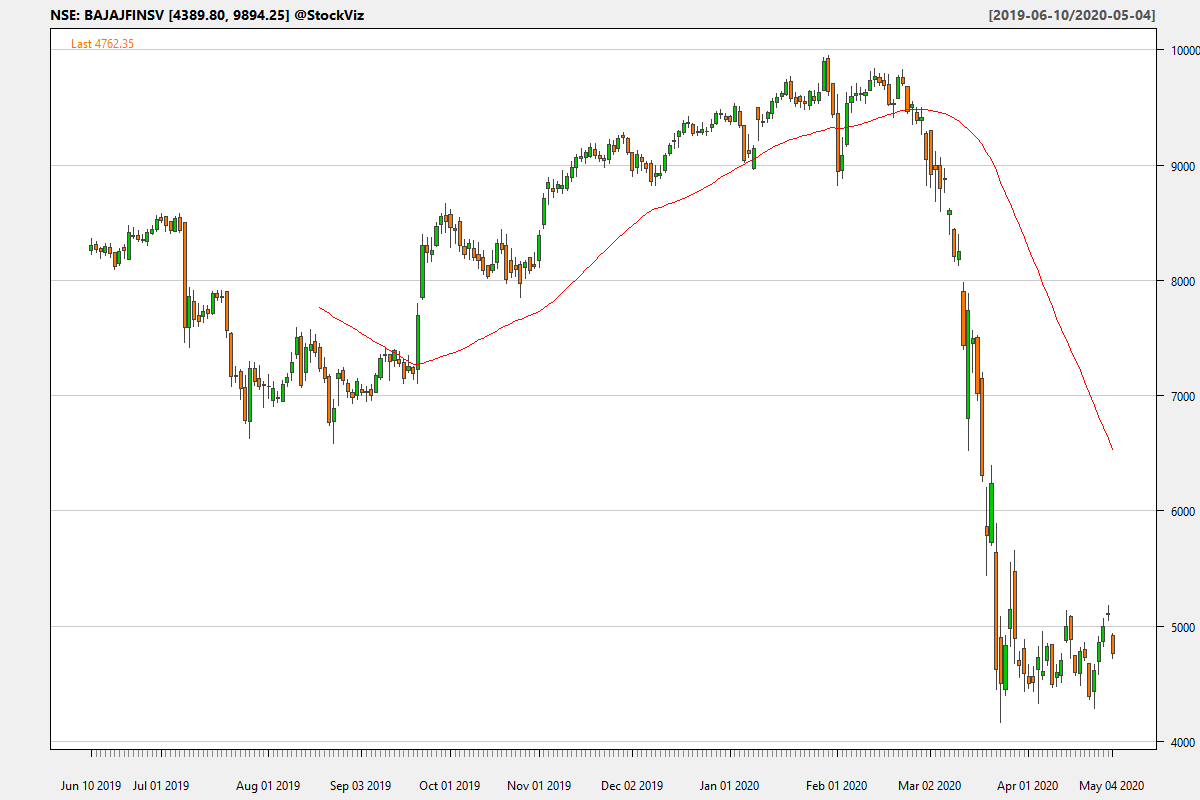 NSE: BAJAJFINSV [4389.80, 9894.25] @StockViz [2019-06-10/2020-05-04]
Last 4762.35
10000
9000
8000
7000
6000
5000
4000
Jun 10 2019 Jul 01 2019 Aug 01 2019 Sep 03 2019 Oct 01 2019 Nov 01 2019 Dec 02 2019 Jan 01 2020 Feb 01 2020 Mar 02 2020 Apr 01 2020 May 04 2020